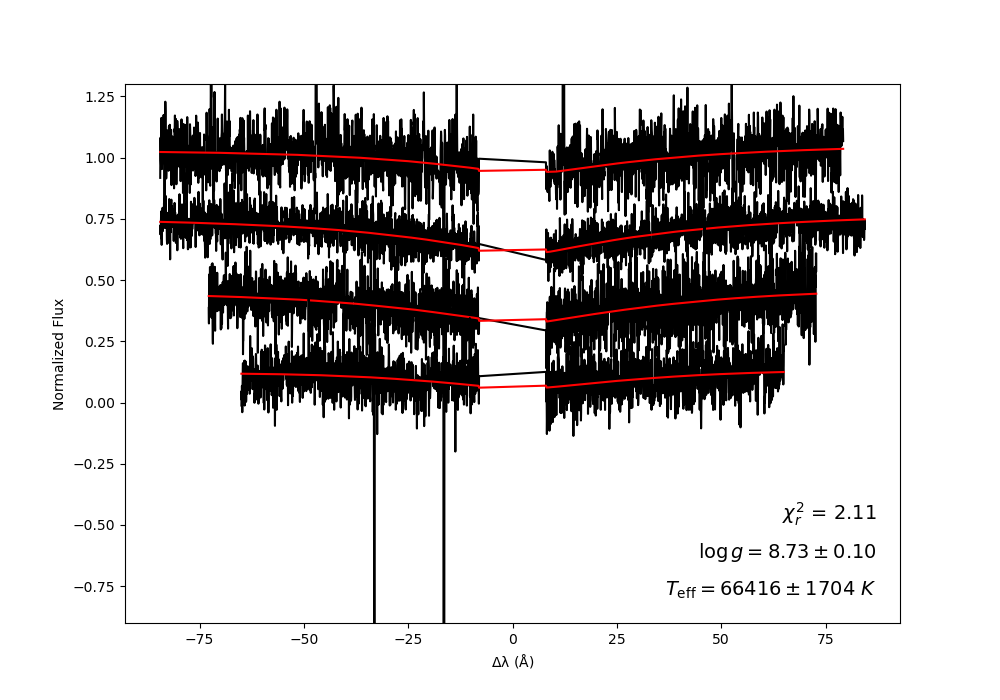 1.25
1.00
0.75
0.50
0.25
0.00
−0.25
−0.50
−0.75
Normalized Flux
χ²ᵣ = 2.11
log g = 8.73 ± 0.10
T_eff = 66416 ± 1704 K
−75 −50 −25 0 25 50 75
Δλ (Å)